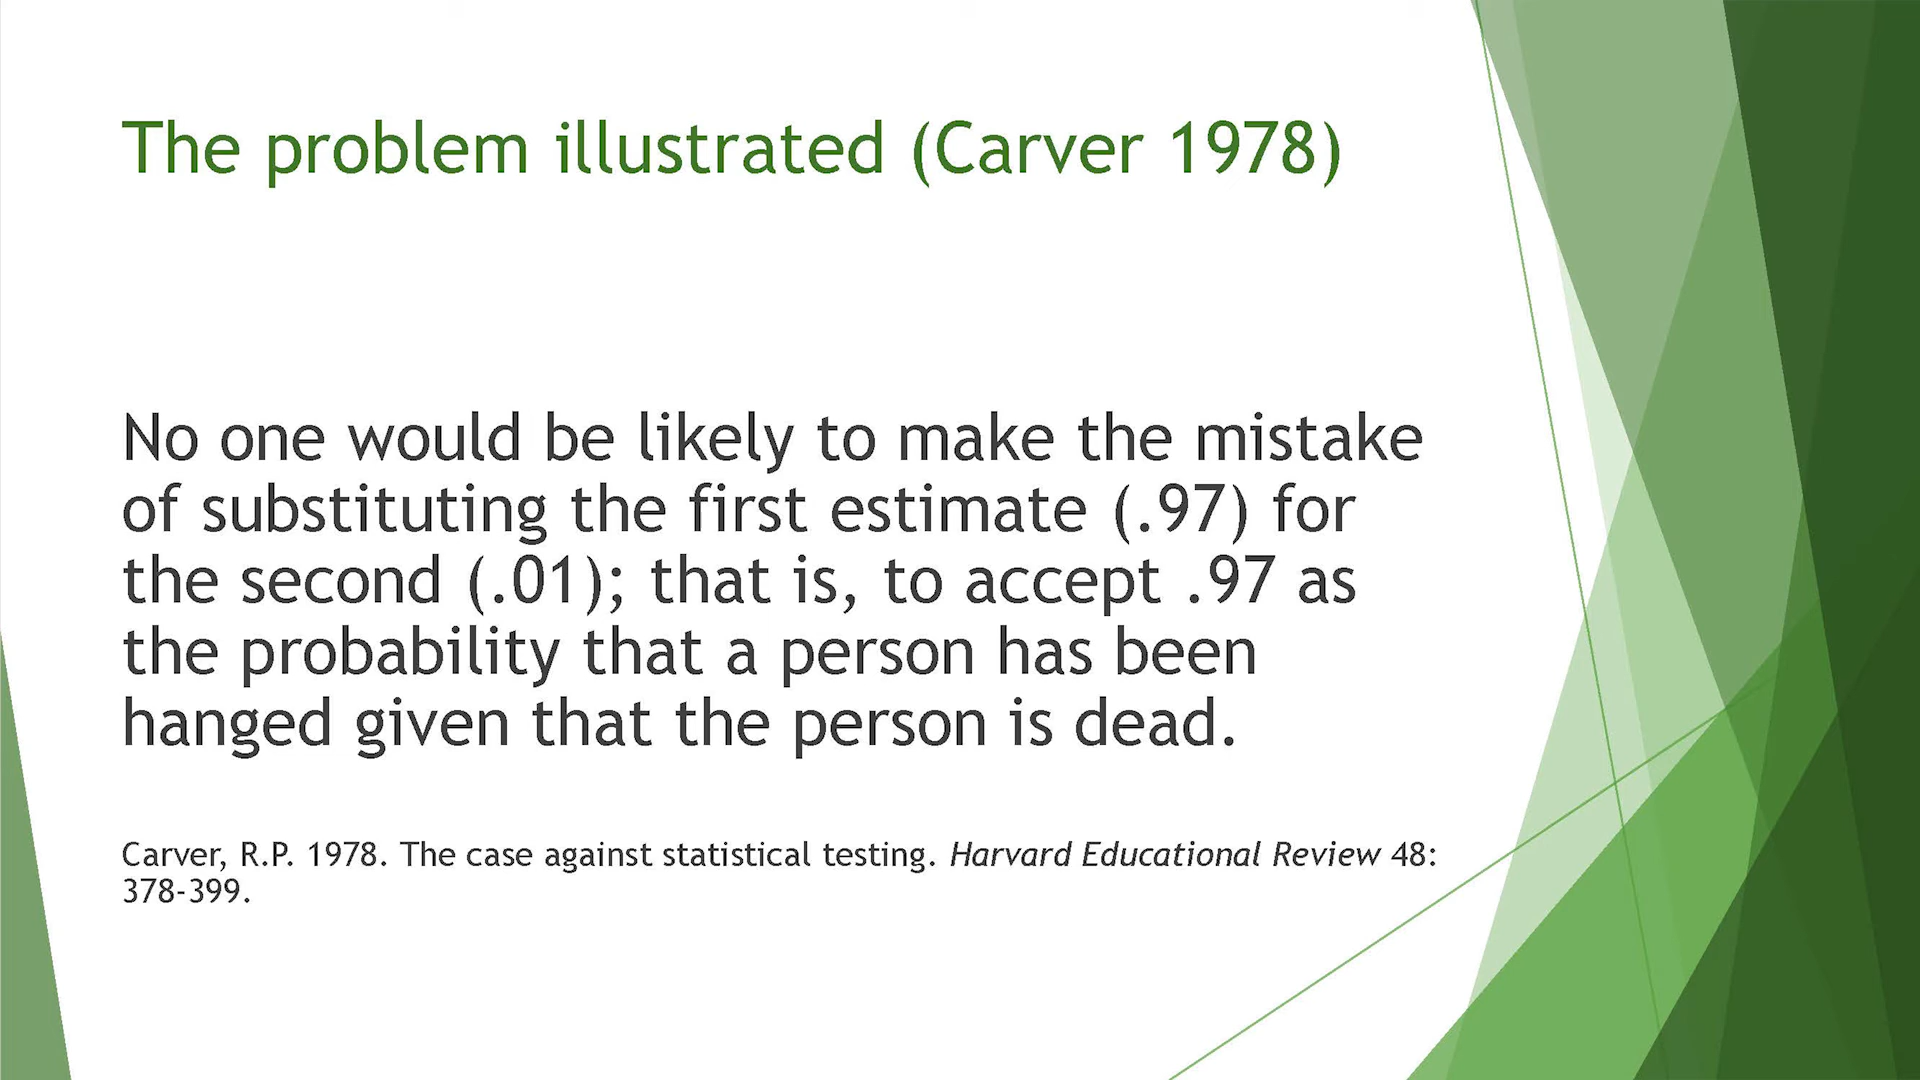 The problem illustrated (Carver 1978)
No one would be likely to make the mistake
of substituting the first estimate (.97) for
the second (.01); that is, to accept .97 as
the probability that a person has been
hanged given that the person is dead.
Carver, R.P. 1978. The case against statistical testing. Harvard Educational Review 48:
378-399.